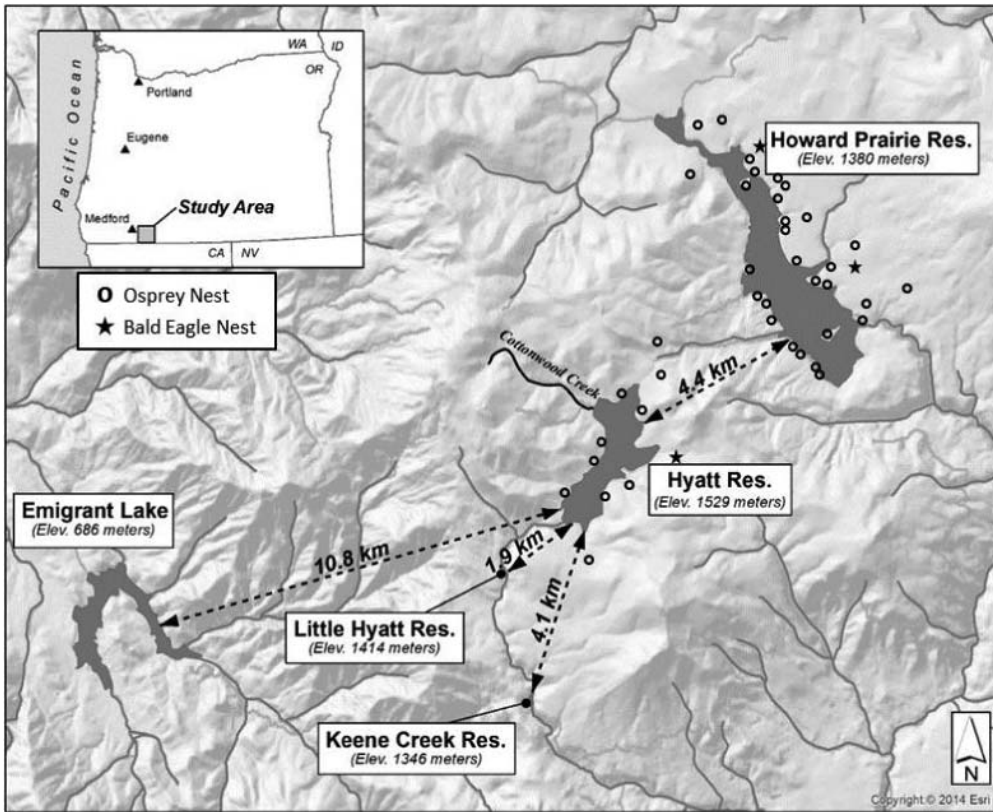 WA
ID
OR
Portland
Eugene
Pacific Ocean
Medford
Study Area
CA
NV
O Osprey Nest
★ Bald Eagle Nest
Howard Prairie Res.
(Elev. 1380 meters)
Cottonwood Creek
4.4 km
Hyatt Res.
(Elev. 1529 meters)
Emigrant Lake
(Elev. 686 meters)
10.8 km
1.9 km
4.1 km
Little Hyatt Res.
(Elev. 1414 meters)
Keene Creek Res.
(Elev. 1346 meters)
N
Copyright:© 2014 Esri